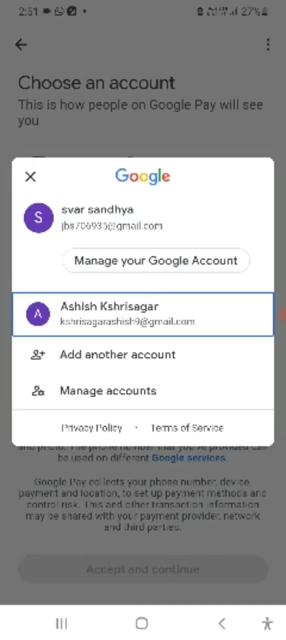 2:51
27%
Choose an account
This is how people on Google Pay will see
you
Google
S
svar sandhya
jbs706935@gmail.com
Manage your Google Account
A
Ashish Kshrisagar
kshrisagarashish9@gmail.com
Add another account
Manage accounts
Privacy Policy • Terms of Service
and photo. The phone number that you've provided can
be used on different Google services.
Google Pay collects your phone number, device,
payment and location, to set up payment methods and
control risk. This and other transaction information
may be shared with your payment provider, network
and third parties.
Accept and continue